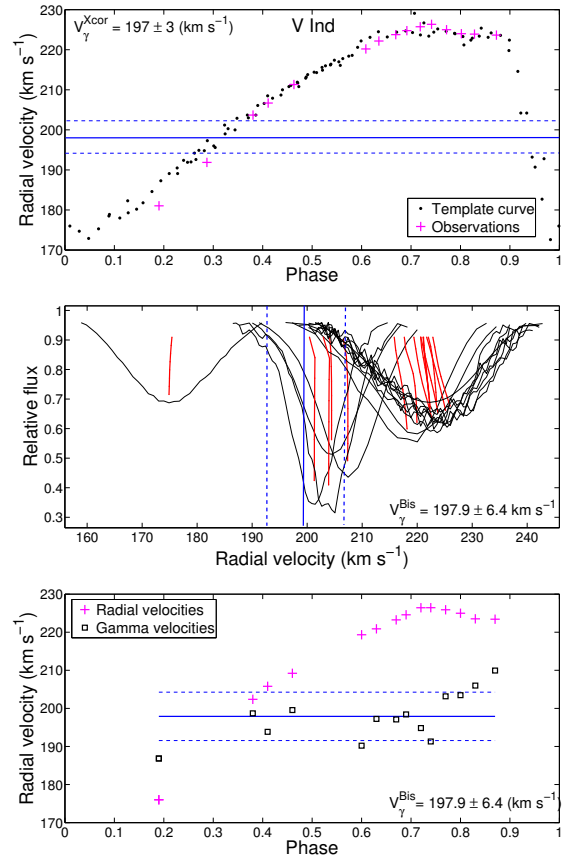 V_γ^Xcor = 197 ± 3 (km s⁻¹)
V Ind
230
220
210
200
190
180
170
Radial velocity (km s⁻¹)
Template curve
Observations
0 0.1 0.2 0.3 0.4 0.5 0.6 0.7 0.8 0.9 1
Phase
1
0.9
0.8
0.7
0.6
0.5
0.4
0.3
Relative flux
V_γ^Bis = 197.9 ± 6.4 km s⁻¹
160 170 180 190 200 210 220 230 240
Radial velocity (km s⁻¹)
230
220
210
200
190
180
170
Radial velocity (km s⁻¹)
Radial velocities
Gamma velocities
V_γ^Bis = 197.9 ± 6.4 (km s⁻¹)
0 0.1 0.2 0.3 0.4 0.5 0.6 0.7 0.8 0.9 1
Phase